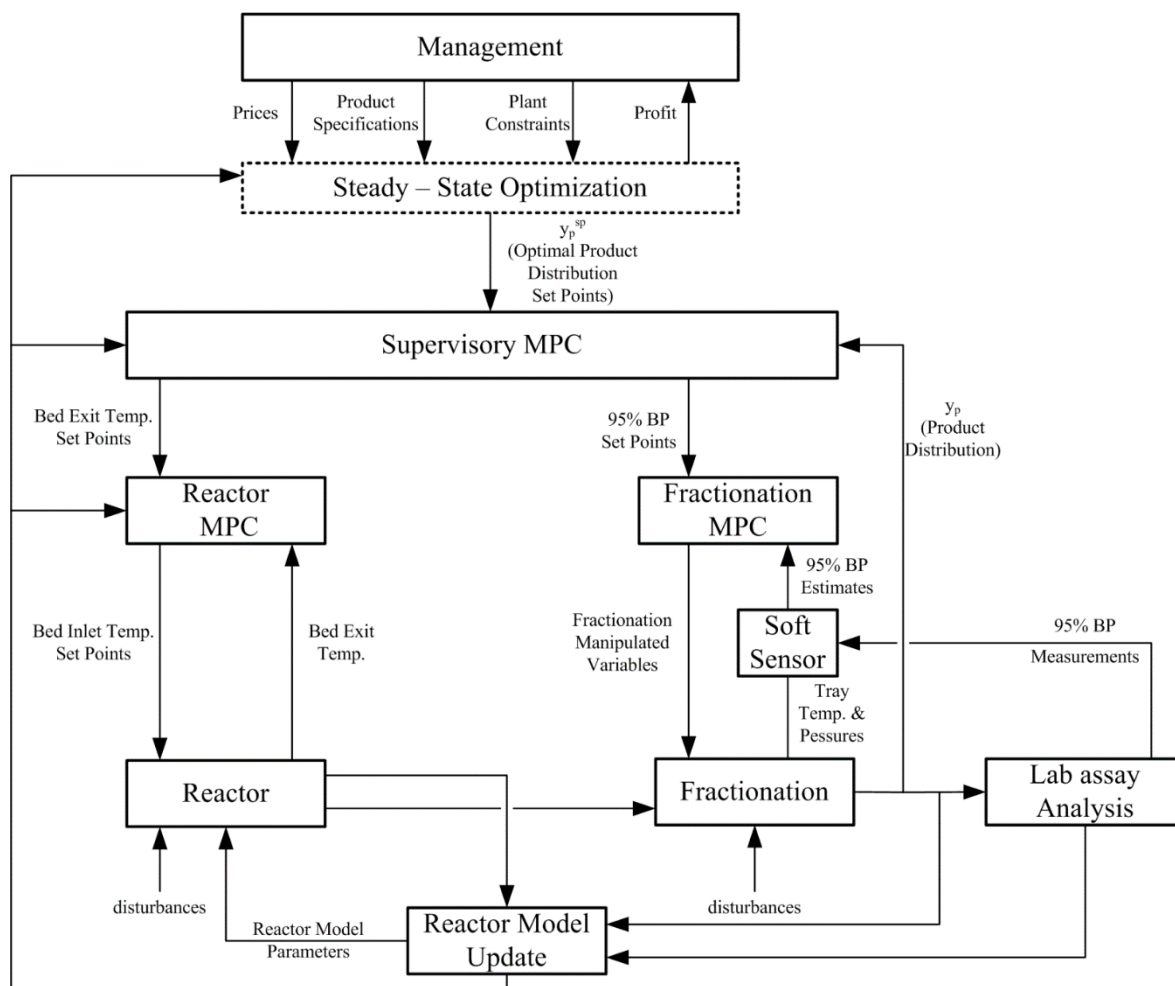 Management
Prices
Product
Specifications
Plant
Constraints
Profit
Steady – State Optimization
yₚˢᵖ
(Optimal Product
Distribution
Set Points)
Supervisory MPC
Bed Exit Temp.
Set Points
95% BP
Set Points
yₚ
(Product
Distribution)
Reactor
MPC
Fractionation
MPC
95% BP
Estimates
Bed Inlet Temp.
Set Points
Bed Exit
Temp.
Fractionation
Manipulated
Variables
Soft
Sensor
95% BP
Measurements
Tray
Temp. &
Pessures
Reactor
Fractionation
Lab assay
Analysis
disturbances
disturbances
Reactor Model
Parameters
Reactor Model
Update